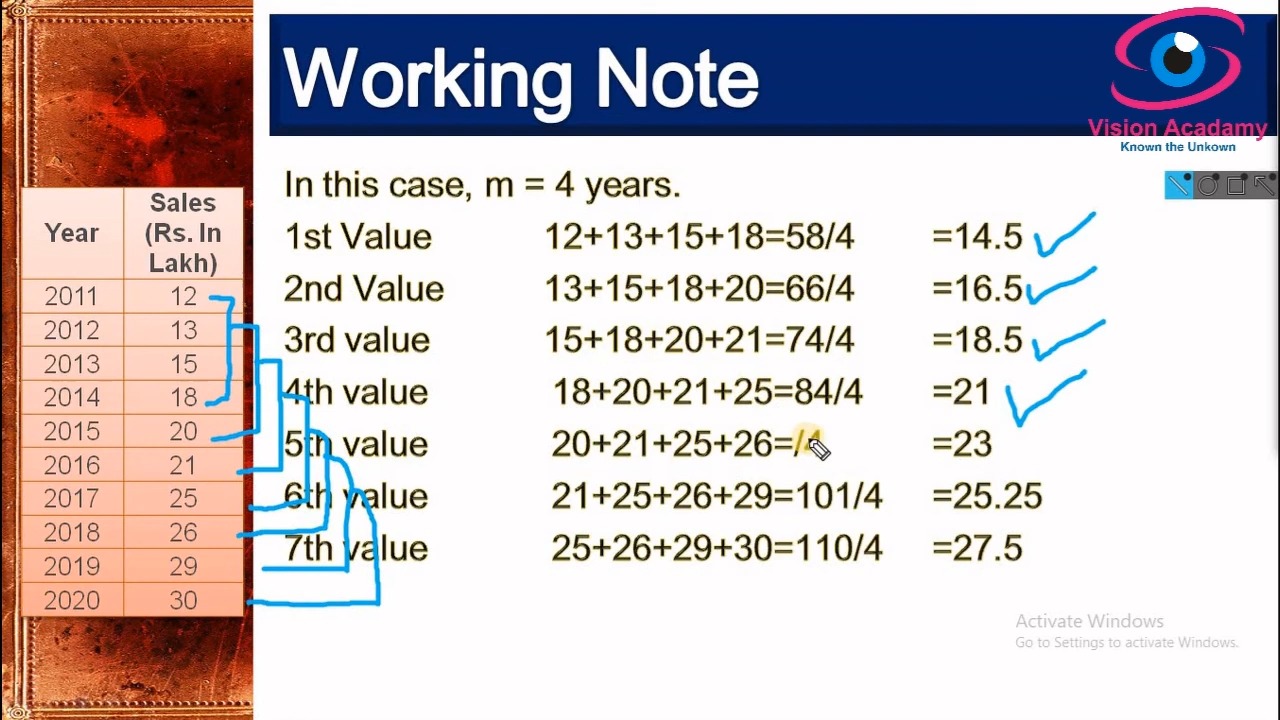 Working Note
Vision Acadamy
Known the Unkown
In this case, m = 4 years.
1st Value 12+13+15+18=58/4 =14.5
2nd Value 13+15+18+20=66/4 =16.5
3rd value 15+18+20+21=74/4 =18.5
4th value 18+20+21+25=84/4 =21
5th value 20+21+25+26=/4 =23
6th value 21+25+26+29=101/4 =25.25
7th value 25+26+29+30=110/4 =27.5
Year Sales (Rs. In Lakh)
2011 12
2012 13
2013 15
2014 18
2015 20
2016 21
2017 25
2018 26
2019 29
2020 30
Activate Windows
Go to Settings to activate Windows.